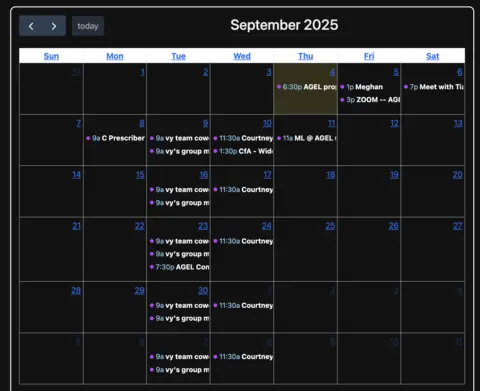 today
September 2025
Sun Mon Tue Wed Thu Fri Sat
31 1 2 3 4 5 6
6:30p AGEL pro
1p Meghan
3p ZOOM -- AGI
7p Meet with Tia
7 8 9 10 11 12 13
9a C Prescriber
9a vy team cow
9a vy's group m
11:30a Courtney
1:30p CfA - Wid
11a ML @ AGEL
14 15 16 17 18 19 20
9a vy team cow
9a vy's group m
11:30a Courtney
21 22 23 24 25 26 27
9a vy team cow
9a vy's group m
7:30p AGEL Con
11:30a Courtney
28 29 30 1 2 3 4
9a vy team cow
9a vy's group m
11:30a Courtney
5 6 7 8 9 10
9a vy team cow
9a vy's group m
11:30a Courtney